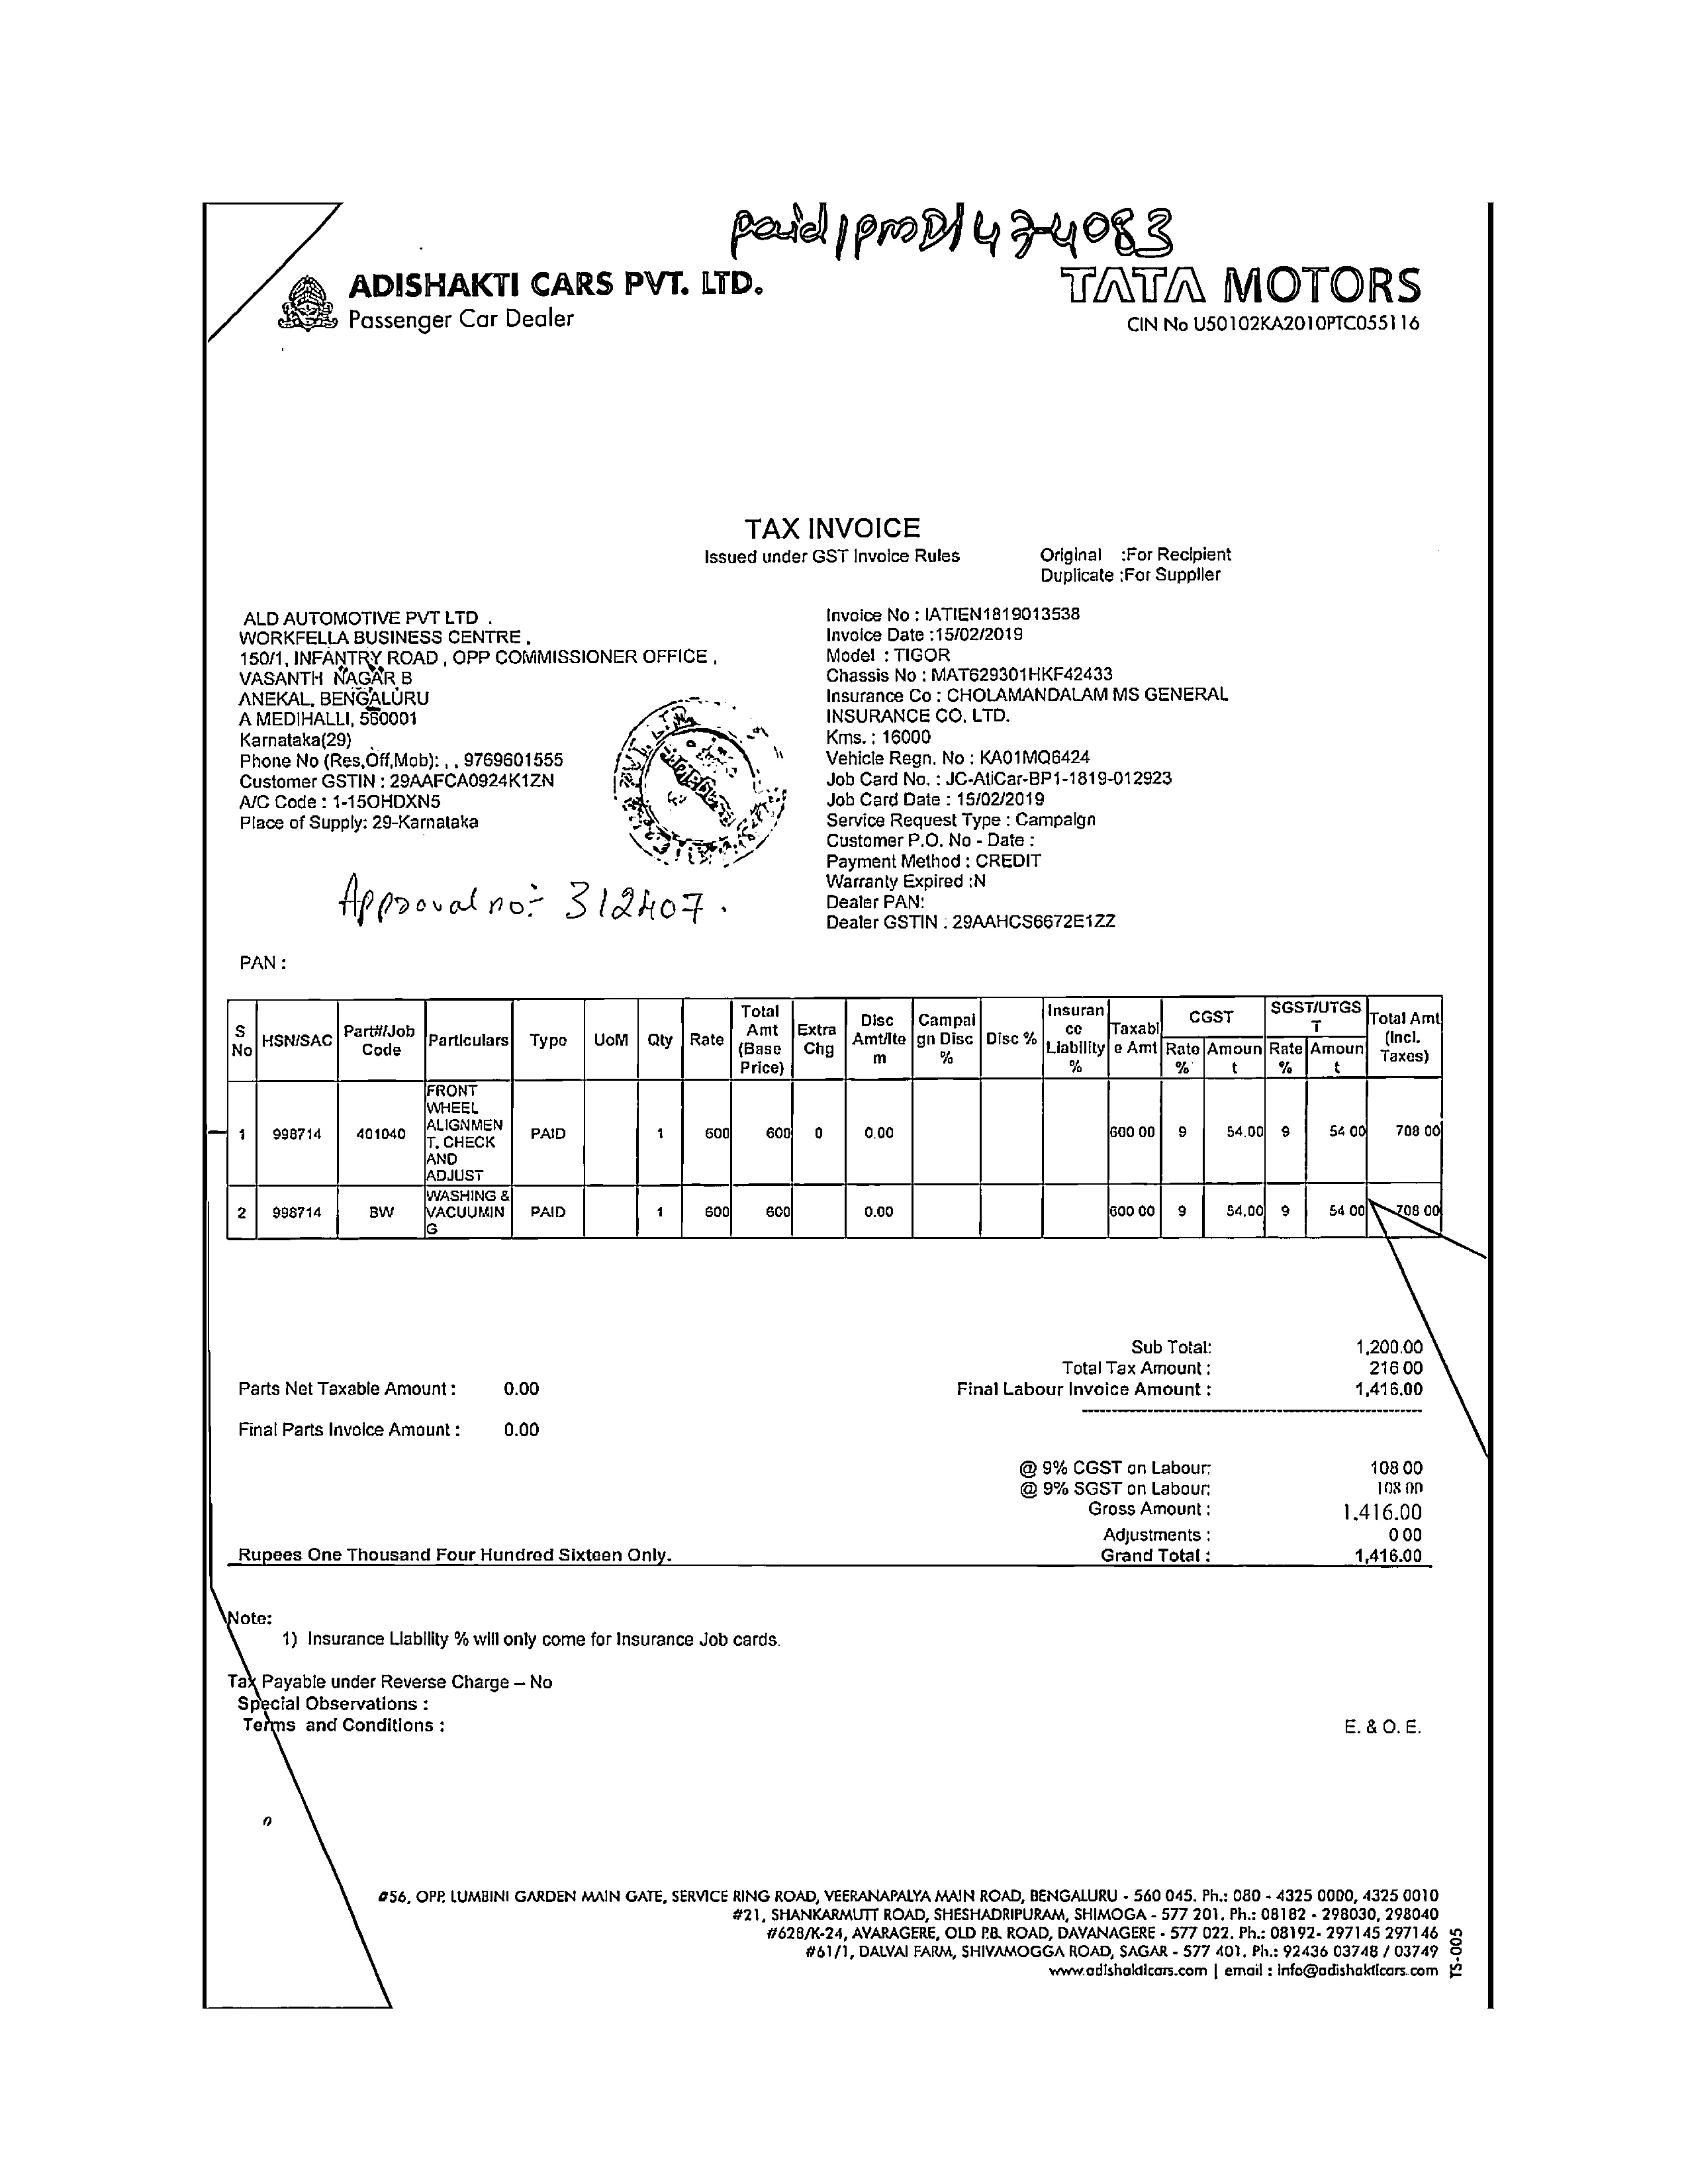 paid/pmD/474083
ADISHAKTI CARS PVT. LTD.
Passenger Car Dealer
TATA MOTORS
CIN No U50102KA2010PTC055116
TAX INVOICE
Issued under GST Invoice Rules
Original :For Recipient
Duplicate :For Supplier
ALD AUTOMOTIVE PVT LTD .
WORKFELLA BUSINESS CENTRE ,
150/1, INFANTRY ROAD , OPP COMMISSIONER OFFICE ,
VASANTH NAGAR B
ANEKAL, BENGALURU
A MEDIHALLI, 560001
Karnataka(29)
Phone No (Res,Off,Mob): , , 9769601555
Customer GSTIN : 29AAFCA0924K1ZN
A/C Code : 1-15OHDXN5
Place of Supply: 29-Karnataka
Invoice No : IATIEN1819013538
Invoice Date :15/02/2019
Model : TIGOR
Chassis No : MAT629301HKF42433
Insurance Co : CHOLAMANDALAM MS GENERAL
INSURANCE CO. LTD.
Kms. : 16000
Vehicle Regn. No : KA01MQ6424
Job Card No. : JC-AtiCar-BP1-1819-012923
Job Card Date : 15/02/2019
Service Request Type : Campaign
Customer P.O. No - Date :
Payment Method : CREDIT
Warranty Expired :N
Dealer PAN:
Dealer GSTIN : 29AAHCS6672E1ZZ
Approval no:- 312407.
PAN :
S No HSN/SAC Part#/Job Code Particulars Type UoM Qty Rate Total Amt (Base Price) Extra Chg Disc Amt/Item Campaign Disc % Disc % Insurance Liability % Taxable Amt CGST Rate % Amount SGST/UTGST Rate % Amount Total Amt (Incl. Taxes)
1 998714 401040 FRONT WHEEL ALIGNMENT. CHECK AND ADJUST PAID 1 600 600 0 0.00 600 00 9 54.00 9 54 00 708 00
2 998714 BW WASHING & VACUUMING PAID 1 600 600 0.00 600 00 9 54.00 9 54 00 708 00
Sub Total: 1,200.00
Total Tax Amount : 216 00
Parts Net Taxable Amount : 0.00 Final Labour Invoice Amount : 1,416.00
Final Parts Invoice Amount : 0.00
@ 9% CGST on Labour: 108 00
@ 9% SGST on Labour: 108 00
Gross Amount : 1,416.00
Adjustments : 0 00
Rupees One Thousand Four Hundred Sixteen Only. Grand Total : 1,416.00
Note:
1) Insurance Liability % will only come for Insurance Job cards.
Tax Payable under Reverse Charge – No
Special Observations :
Terms and Conditions :
E. & O. E.
#56, OPP. LUMBINI GARDEN MAIN GATE, SERVICE RING ROAD, VEERANAPALYA MAIN ROAD, BENGALURU - 560 045. Ph.: 080 - 4325 0000, 4325 0010
#21, SHANKARMUTT ROAD, SHESHADRIPURAM, SHIMOGA - 577 201. Ph.: 08182 - 298030, 298040
#628/K-24, AVARAGERE, OLD P.B. ROAD, DAVANAGERE - 577 022. Ph.: 08192- 297145 297146
#61/1, DALVAI FARM, SHIVAMOGGA ROAD, SAGAR - 577 401. Ph.: 92436 03748 / 03749
www.adishakticars.com | email : info@adishakticars.com
TS-005